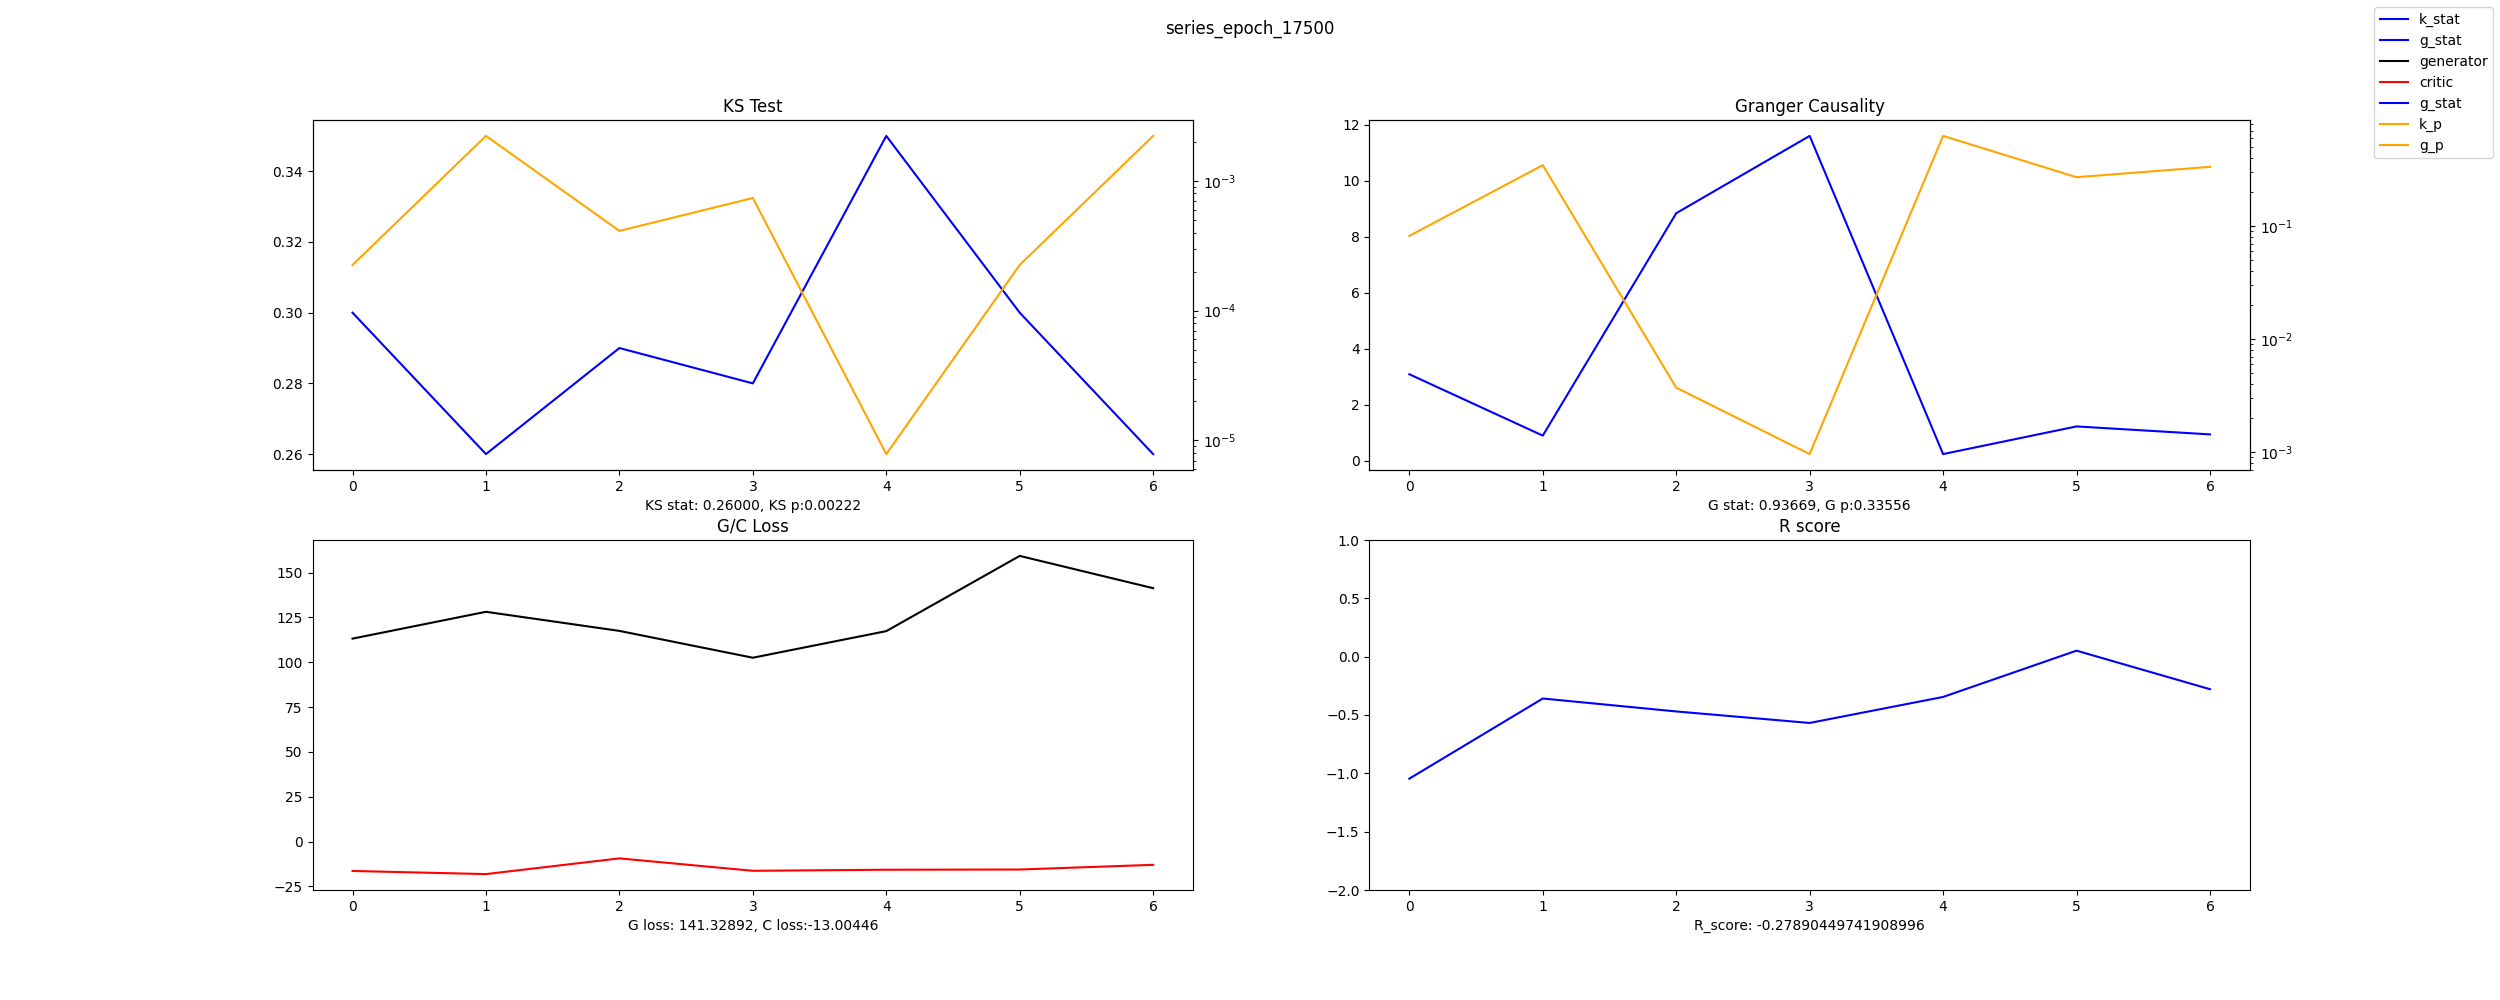 series_epoch_17500
k_stat
g_stat
generator
critic
g_stat
k_p
g_p
KS Test
0.34
0.32
0.30
0.28
0.26
10⁻³
10⁻⁴
10⁻⁵
0 1 2 3 4 5 6
KS stat: 0.26000, KS p:0.00222
Granger Causality
12
10
8
6
4
2
0
10⁻¹
10⁻²
10⁻³
0 1 2 3 4 5 6
G stat: 0.93669, G p:0.33556
G/C Loss
150
125
100
75
50
25
0
−25
0 1 2 3 4 5 6
G loss: 141.32892, C loss:-13.00446
R score
1.0
0.5
0.0
−0.5
−1.0
−1.5
−2.0
0 1 2 3 4 5 6
R_score: -0.27890449741908996